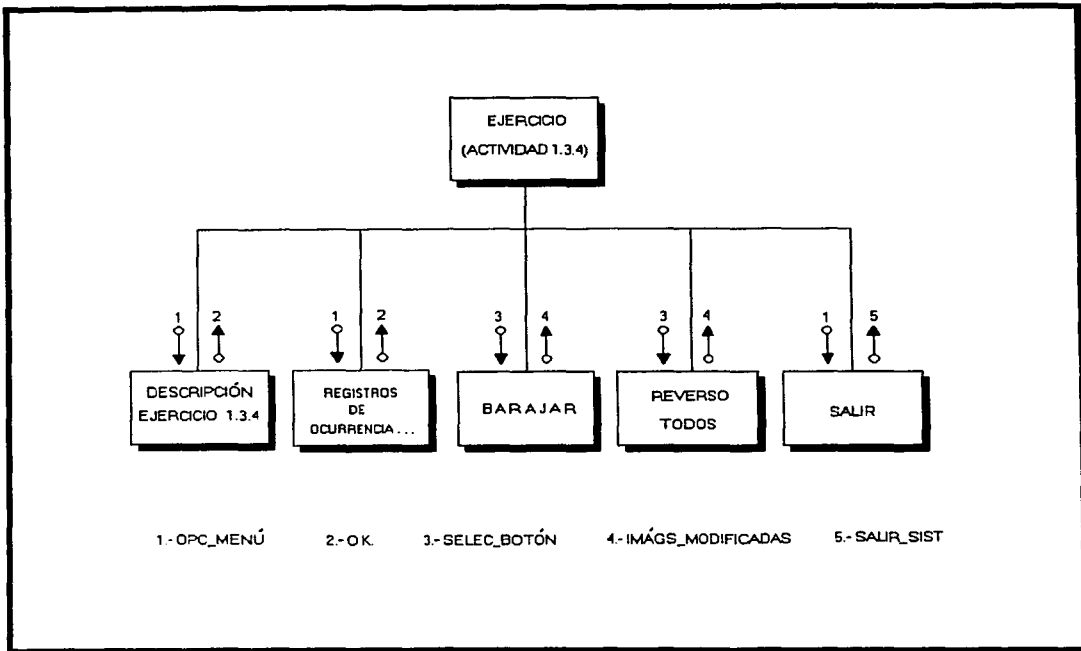 EJERCICIO
(ACTIVIDAD 1.3.4)
1 2 1 2 3 4 3 4 1 5
DESCRIPCIÓN
EJERCICIO 1.3.4
REGISTROS
DE
OCURRENCIA...
BARAJAR
REVERSO
TODOS
SALIR
1.-OPC_MENÚ 2.-OK. 3.-SELEC_BOTÓN 4.-IMÁGS_MODIFICADAS 5.-SALIR_SIST